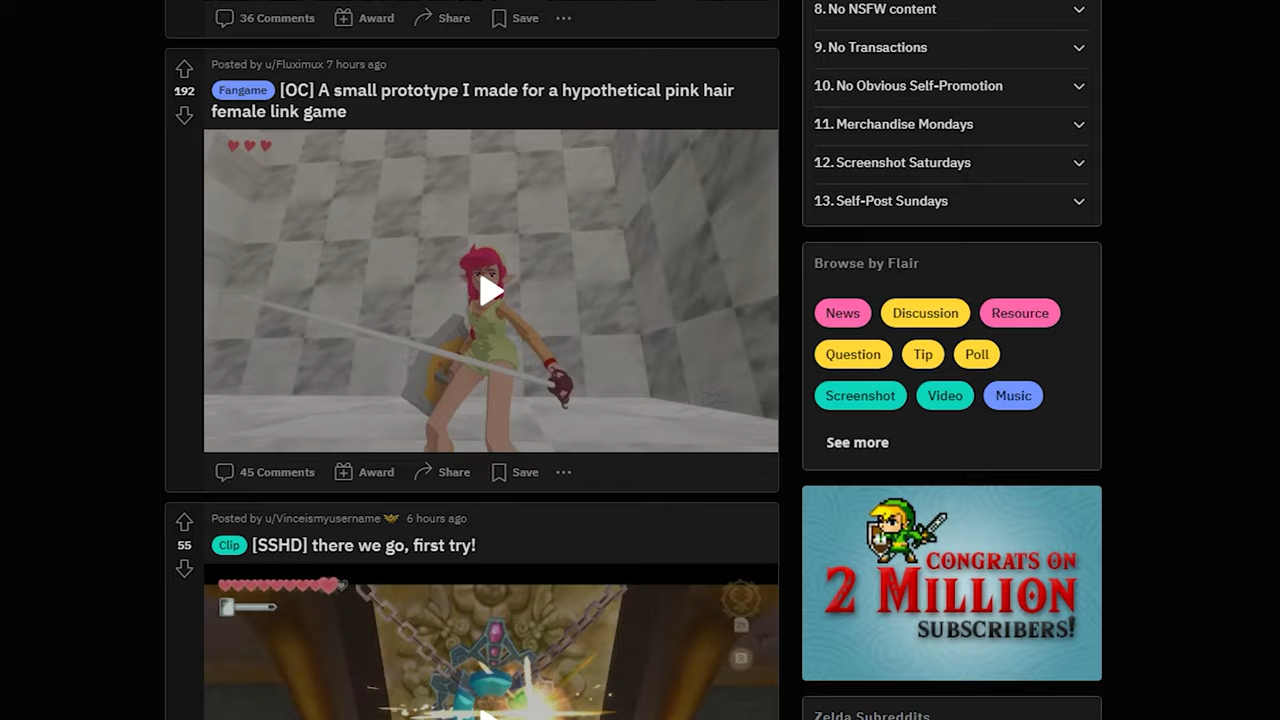 36 Comments Award Share Save
Posted by u/Fluximux 7 hours ago
192
Fangame [OC] A small prototype I made for a hypothetical pink hair
female link game
45 Comments Award Share Save
Posted by u/Vinceismyusername 6 hours ago
55
Clip [SSHD] there we go, first try!
R
8. No NSFW content
9. No Transactions
10. No Obvious Self-Promotion
11. Merchandise Mondays
12. Screenshot Saturdays
13. Self-Post Sundays
Browse by Flair
News Discussion Resource
Question Tip Poll
Screenshot Video Music
See more
CONGRATS ON
2 MILLION
SUBSCRIBERS!
Zelda Subreddits